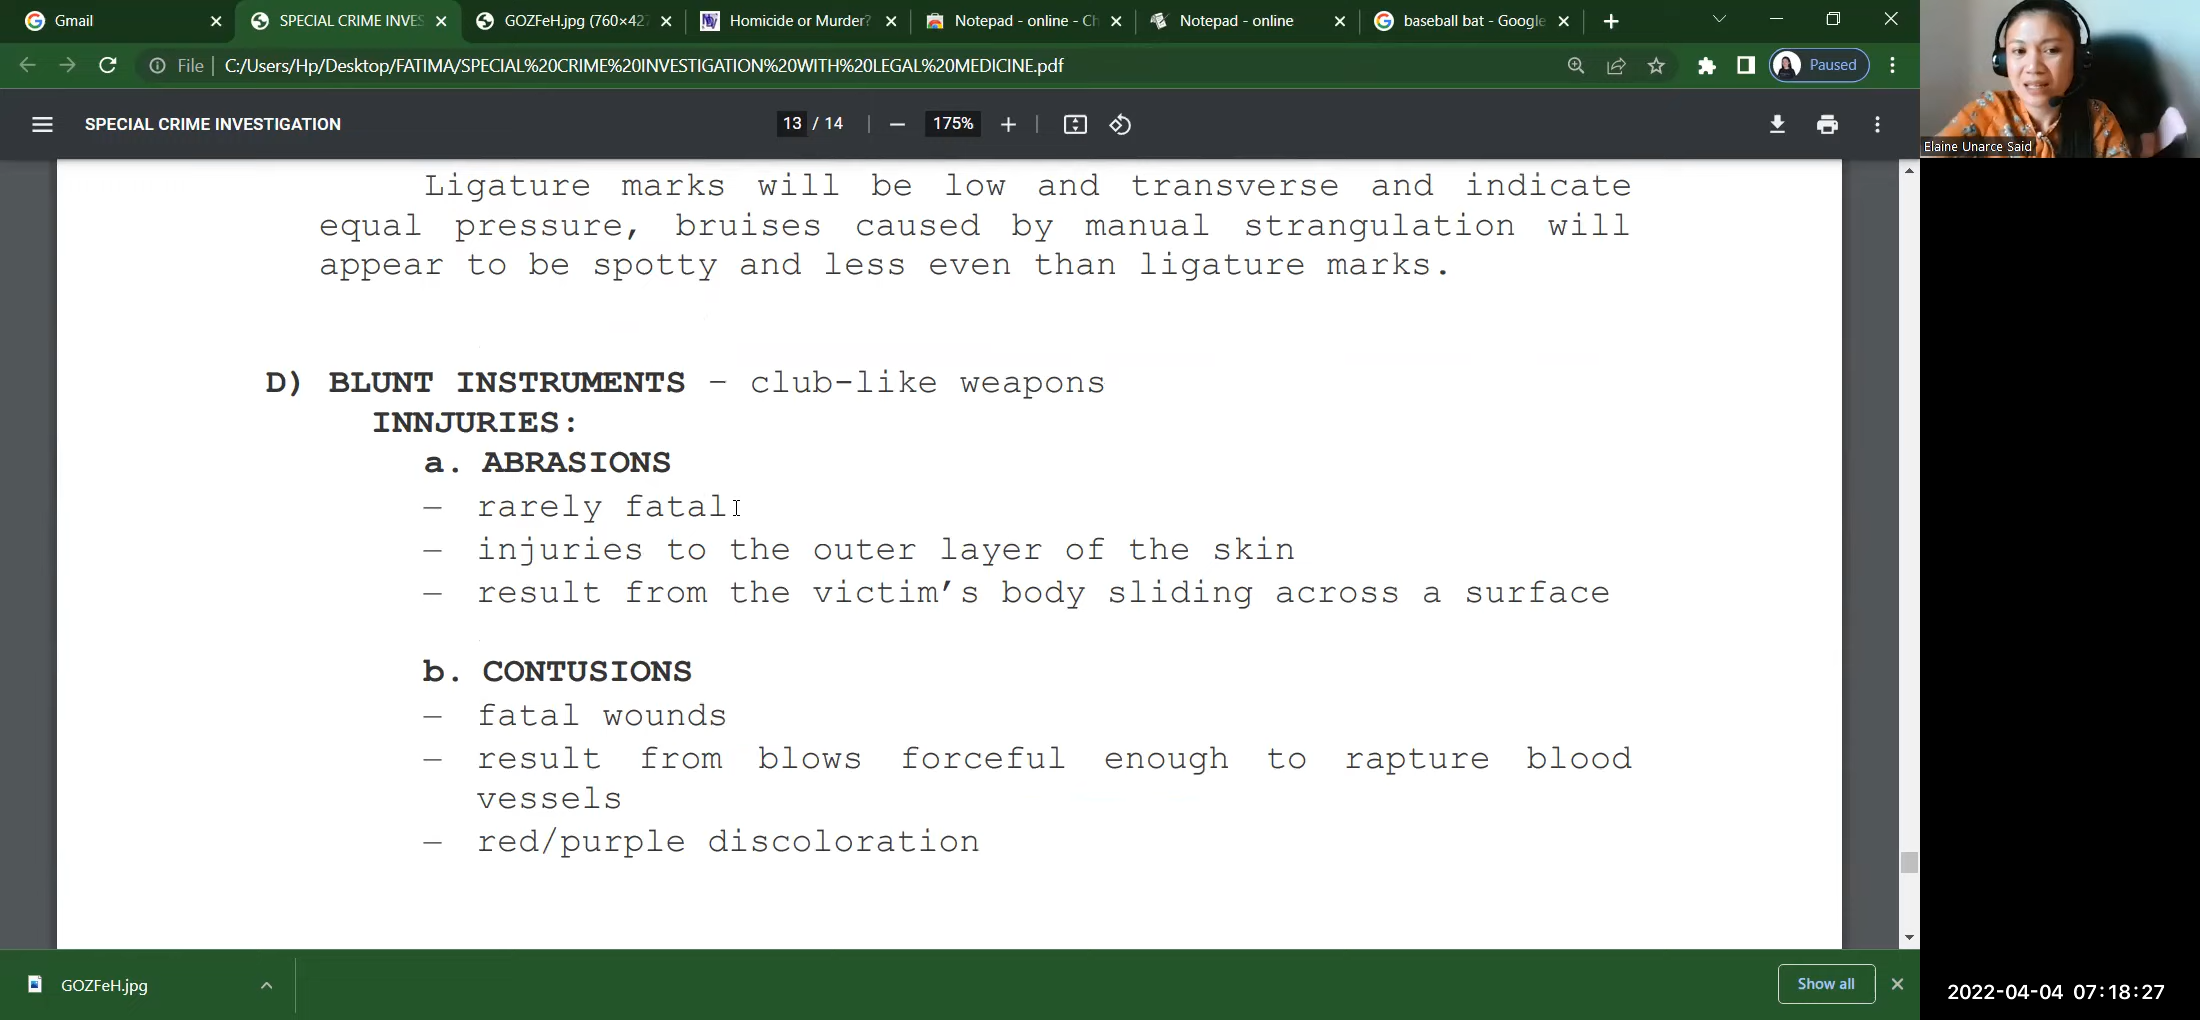 Gmail
SPECIAL CRIME INVES
GOZFeH.jpg (760×427
Homicide or Murder?
Notepad - online - Ch
Notepad - online
baseball bat - Google
File
C:/Users/Hp/Desktop/FATIMA/SPECIAL%20CRIME%20INVESTIGATION%20WITH%20LEGAL%20MEDICINE.pdf
Paused
Elaine Unarce Said
SPECIAL CRIME INVESTIGATION
13 / 14
175%
Ligature marks will be low and transverse and indicate
equal pressure, bruises caused by manual strangulation will
appear to be spotty and less even than ligature marks.
D) BLUNT INSTRUMENTS – club-like weapons
INNJURIES:
a. ABRASIONS
– rarely fatal
– injuries to the outer layer of the skin
– result from the victim’s body sliding across a surface
b. CONTUSIONS
– fatal wounds
– result from blows forceful enough to rapture blood
vessels
– red/purple discoloration
GOZFeH.jpg
Show all
2022-04-04 07:18:27